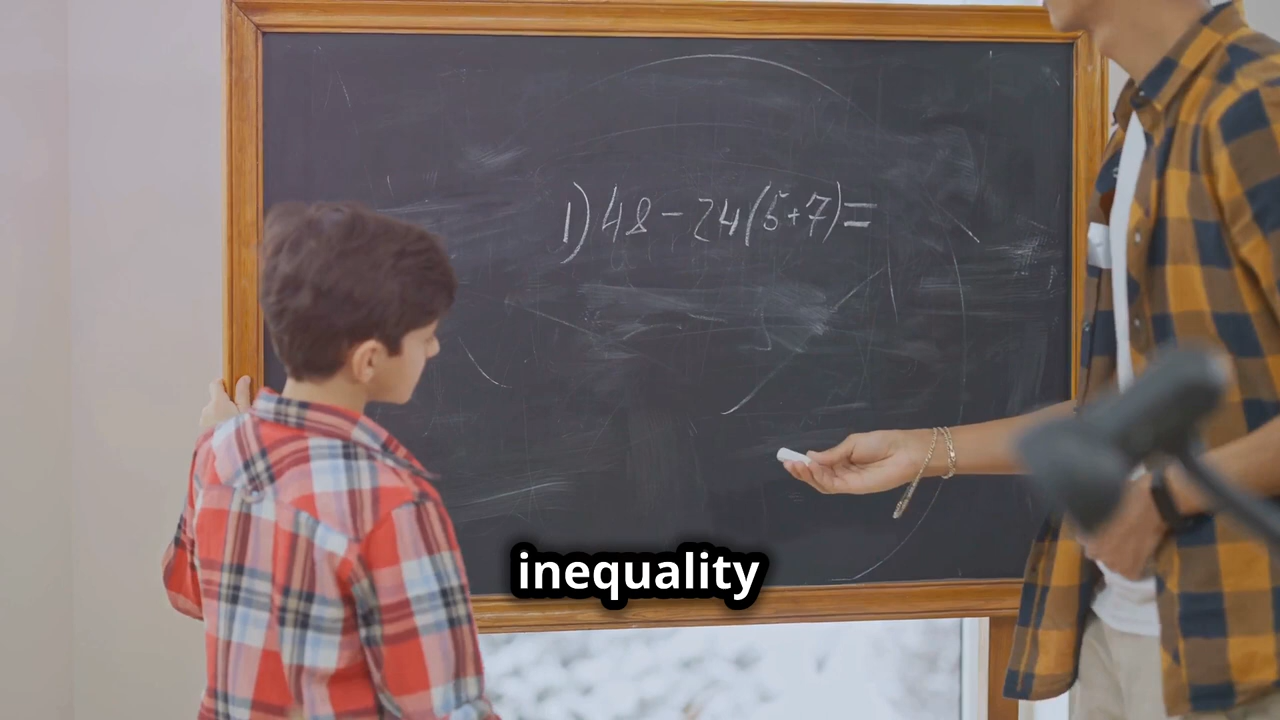 1) 48 - 24 (5+7) =
inequality